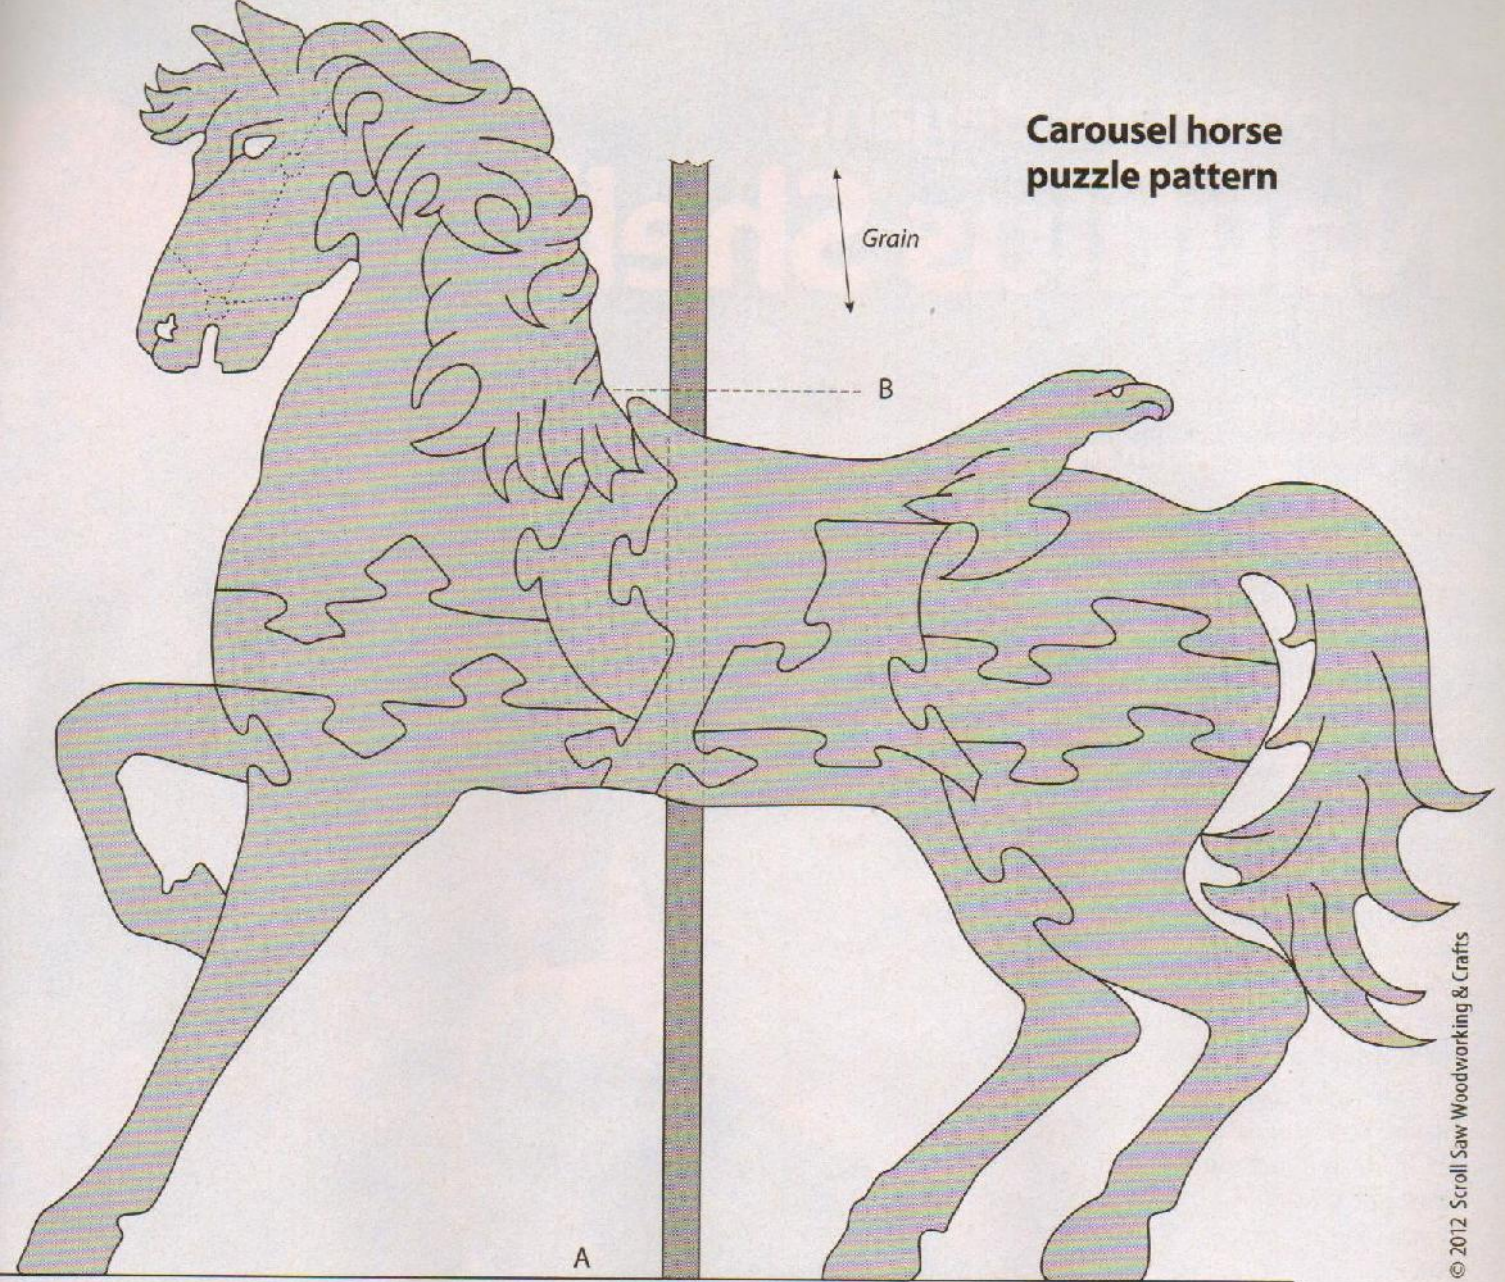 Carousel horse
puzzle pattern
Grain
B
A
© 2012 Scroll Saw Woodworking & Crafts